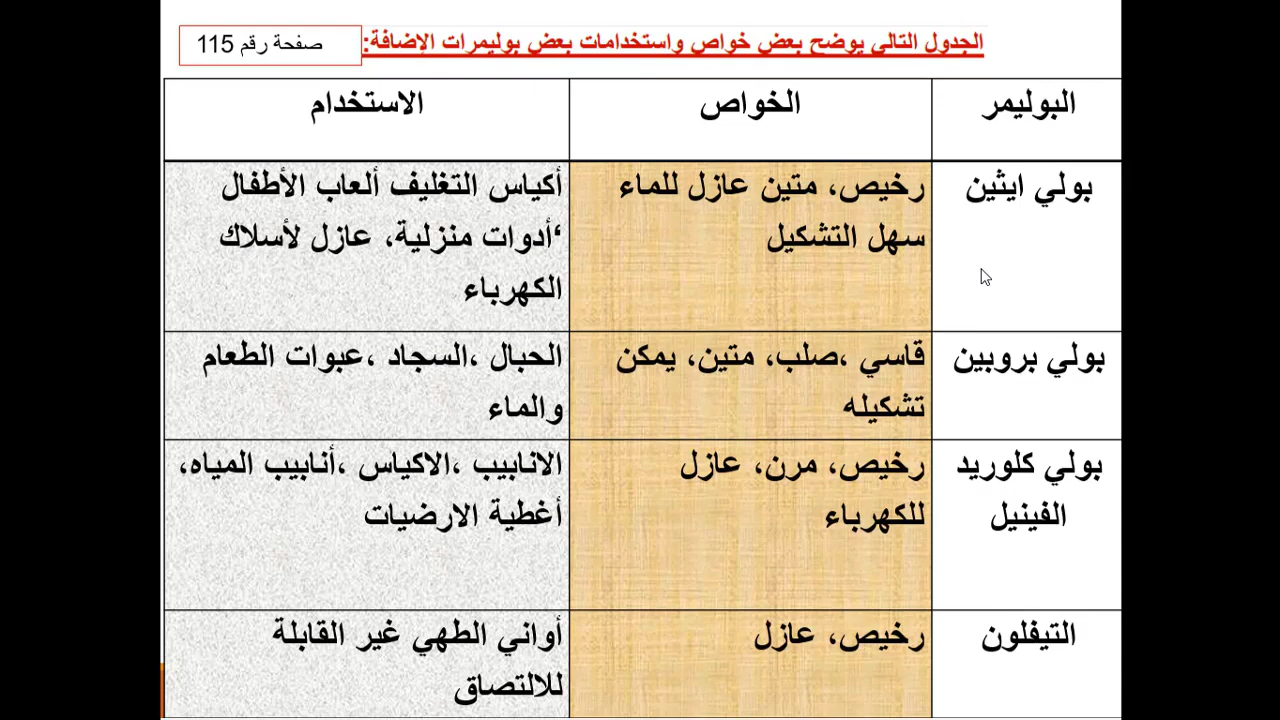 الجدول التالي يوضح بعض خواص واستخدامات بعض بوليمرات الإضافة:
صفحة رقم 115
البوليمر
الخواص
الاستخدام
بولي ايثين
رخيص، متين عازل للماء
سهل التشكيل
أكياس التغليف ألعاب الأطفال
‘أدوات منزلية، عازل لأسلاك
الكهرباء
بولي بروبين
قاسي ،صلب، متين، يمكن
تشكيله
الحبال ،السجاد ،عبوات الطعام
والماء
بولي كلوريد
الفينيل
رخيص، مرن، عازل
للكهرباء
الانابيب ،الاكياس ،أنابيب المياه،
أغطية الارضيات
التيفلون
رخيص، عازل
أواني الطهي غير القابلة
للالتصاق